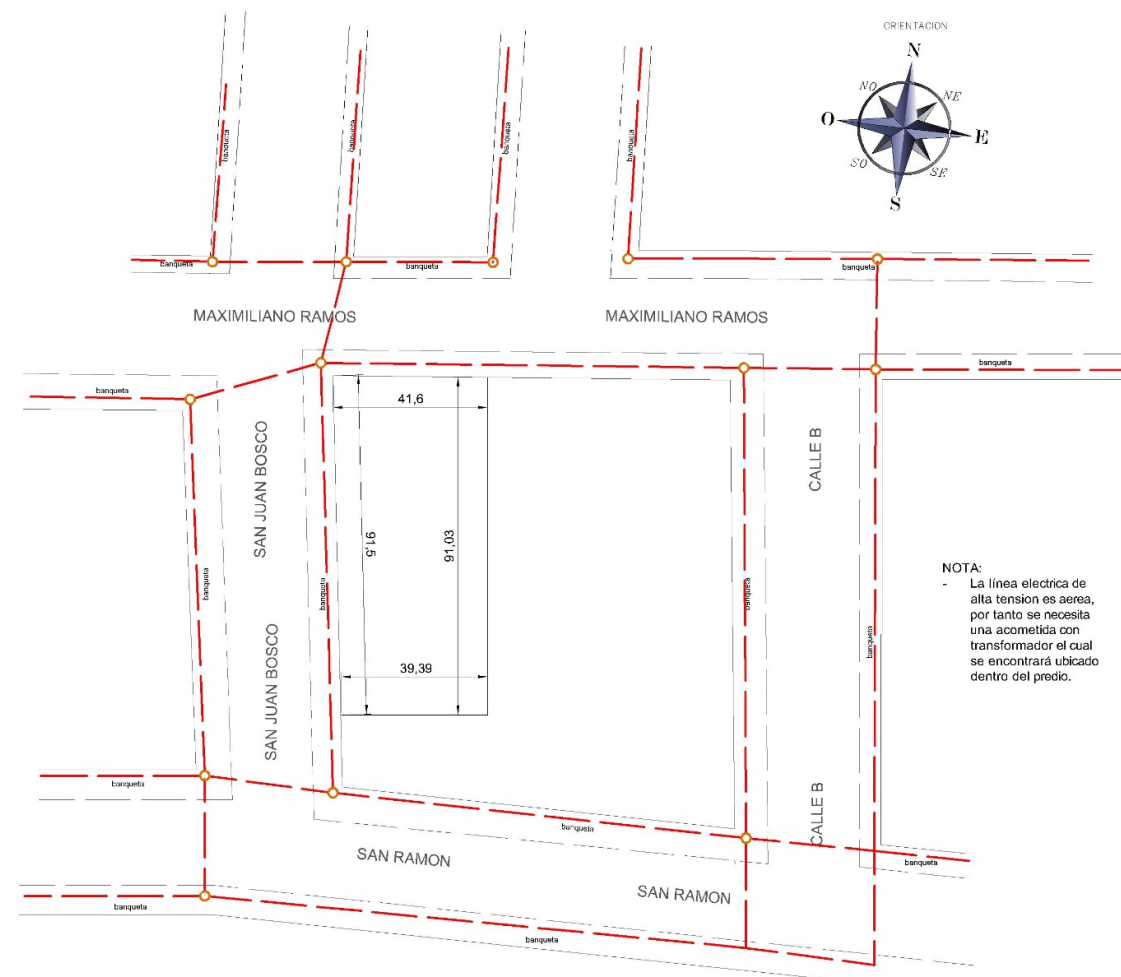 ORIENTACION
N
NO
NE
O
E
SO
SE
S
banqueta
banqueta
banqueta
banqueta
banqueta
banqueta
banqueta
MAXIMILIANO RAMOS
MAXIMILIANO RAMOS
banqueta
banqueta
41,6
SAN JUAN BOSCO
CALLE B
91,5
91,03
banqueta
banqueta
banqueta
banqueta
NOTA:
- La línea electrica de
alta tension es aerea,
por tanto se necesita
una acometida con
transformador el cual
se encontrará ubicado
dentro del predio.
SAN JUAN BOSCO
39,39
banqueta
banqueta
CALLE B
SAN RAMON
banqueta
SAN RAMON
banqueta
banqueta